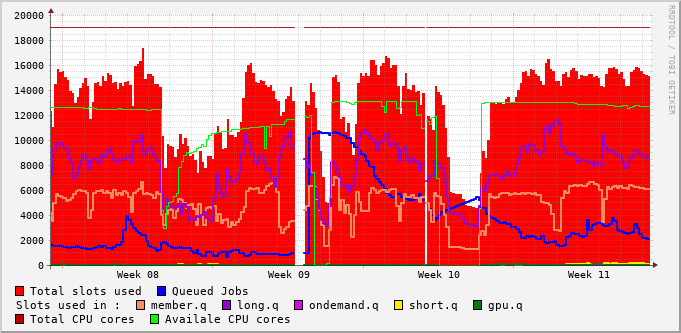 RRDTOOL / TOBI OETIKER
20000
18000
16000
14000
12000
10000
8000
6000
4000
2000
0
Week 08 Week 09 Week 10 Week 11
Total slots used Queued Jobs
Slots used in : member.q long.q ondemand.q short.q gpu.q
Total CPU cores Availale CPU cores